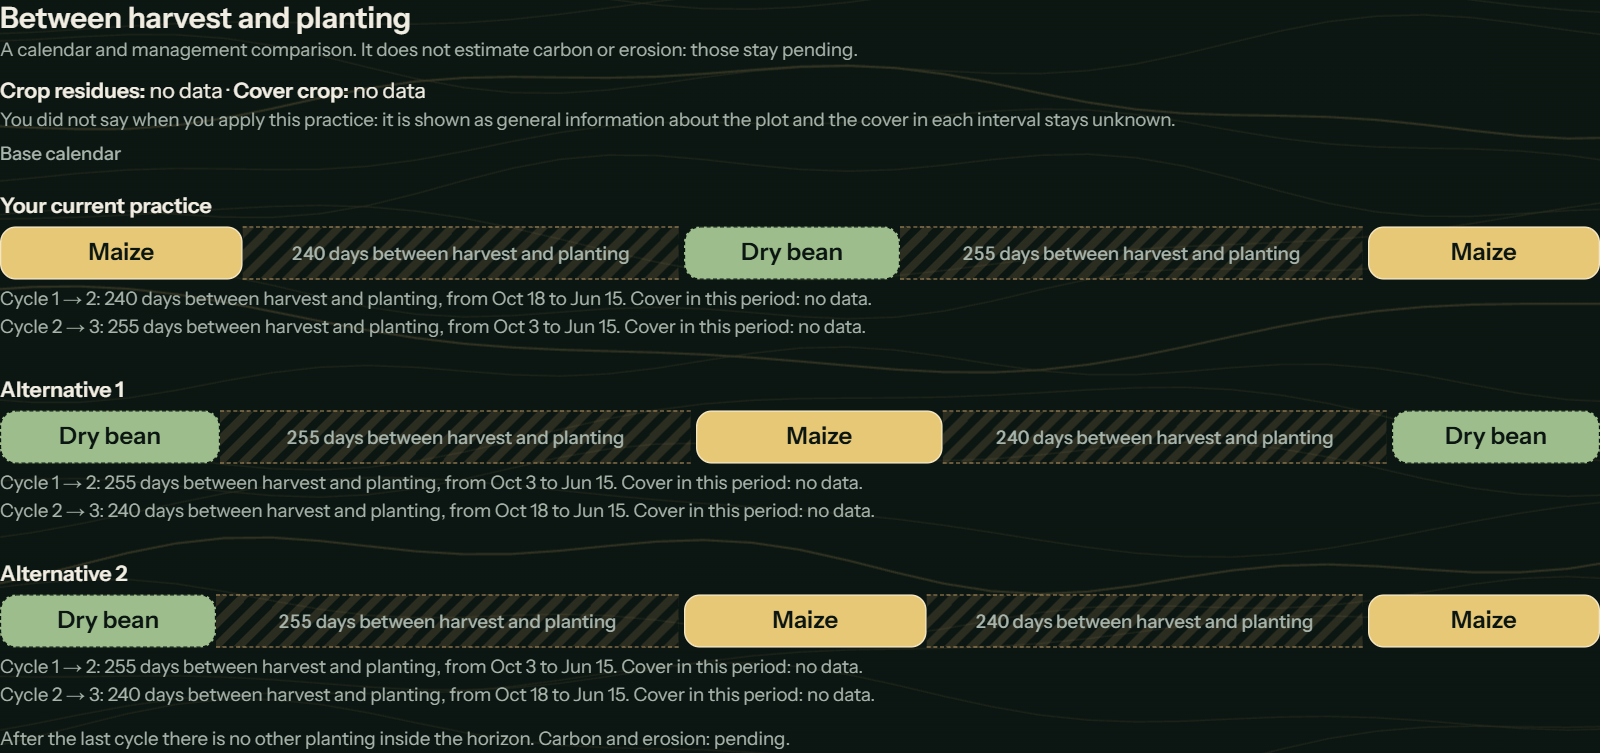 Between harvest and planting
A calendar and management comparison. It does not estimate carbon or erosion: those stay pending.
Crop residues: no data · Cover crop: no data
You did not say when you apply this practice: it is shown as general information about the plot and the cover in each interval stays unknown.
Base calendar
Your current practice
Maize 240 days between harvest and planting Dry bean 255 days between harvest and planting Maize
Cycle 1 → 2: 240 days between harvest and planting, from Oct 18 to Jun 15. Cover in this period: no data.
Cycle 2 → 3: 255 days between harvest and planting, from Oct 3 to Jun 15. Cover in this period: no data.
Alternative 1
Dry bean 255 days between harvest and planting Maize 240 days between harvest and planting Dry bean
Cycle 1 → 2: 255 days between harvest and planting, from Oct 3 to Jun 15. Cover in this period: no data.
Cycle 2 → 3: 240 days between harvest and planting, from Oct 18 to Jun 15. Cover in this period: no data.
Alternative 2
Dry bean 255 days between harvest and planting Maize 240 days between harvest and planting Maize
Cycle 1 → 2: 255 days between harvest and planting, from Oct 3 to Jun 15. Cover in this period: no data.
Cycle 2 → 3: 240 days between harvest and planting, from Oct 18 to Jun 15. Cover in this period: no data.
After the last cycle there is no other planting inside the horizon. Carbon and erosion: pending.